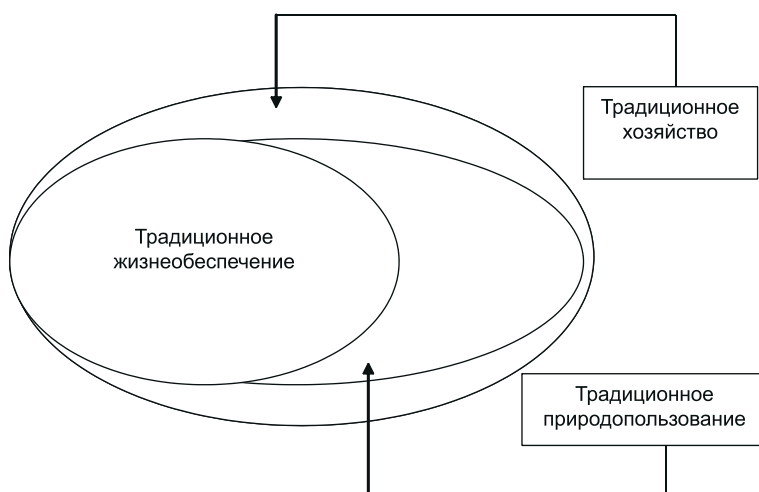 Традиционное
хозяйство
Традиционное
жизнеобеспечение
Традиционное
природопользование